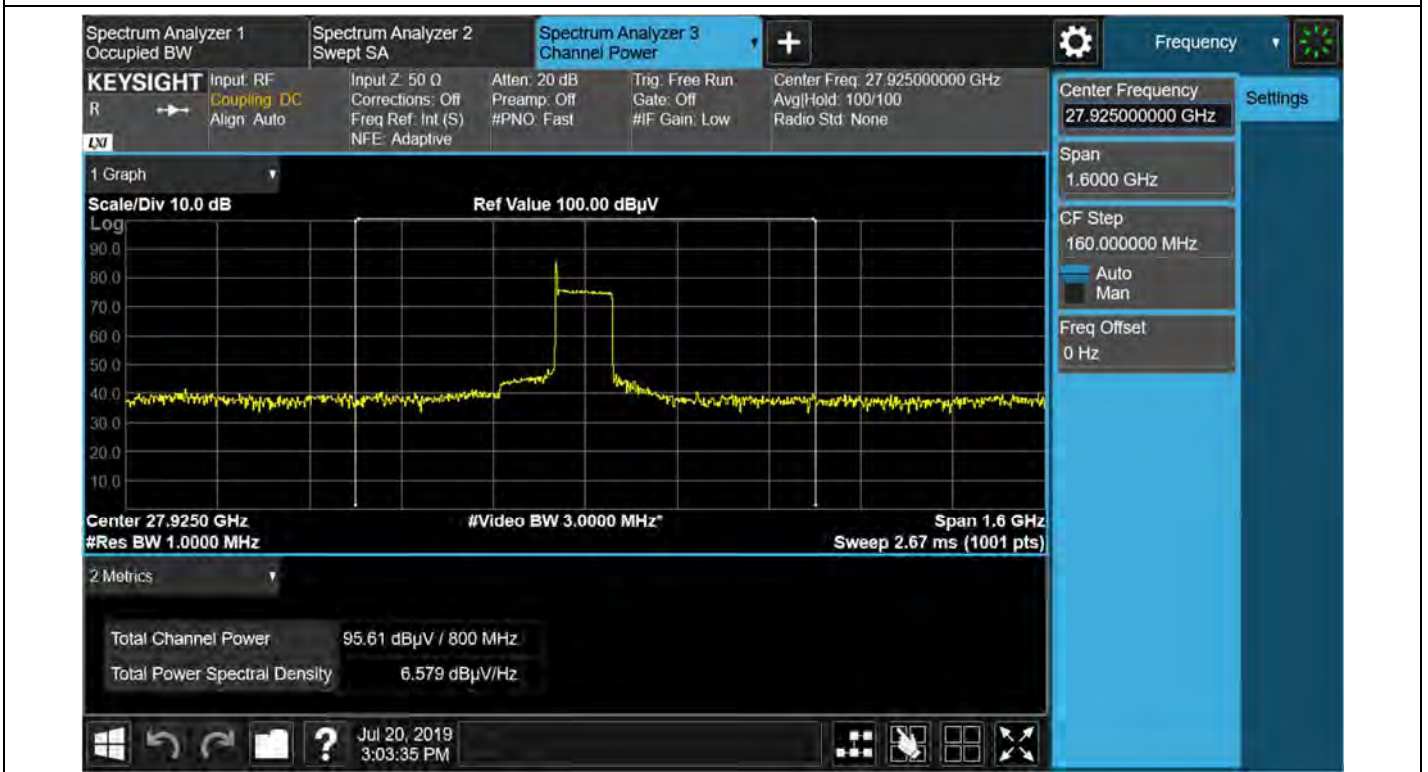 Spectrum Analyzer 1
Occupied BW
Spectrum Analyzer 2
Swept SA
Spectrum Analyzer 3
Channel Power
+
Frequency
KEYSIGHT
R
LXI
Input: RF
Coupling: DC
Align: Auto
Input Z: 50 Ω
Corrections: Off
Freq Ref: Int (S)
NFE: Adaptive
Atten: 20 dB
Preamp: Off
#PNO: Fast
Trig: Free Run
Gate: Off
#IF Gain: Low
Center Freq: 27.925000000 GHz
Avg|Hold: 100/100
Radio Std: None
Center Frequency
27.925000000 GHz
Settings
Span
1.6000 GHz
CF Step
160.000000 MHz
Auto
Man
Freq Offset
0 Hz
1 Graph
Scale/Div 10.0 dB
Ref Value 100.00 dBµV
Log
90.0
80.0
70.0
60.0
50.0
40.0
30.0
20.0
10.0
Center 27.9250 GHz
#Video BW 3.0000 MHz*
Span 1.6 GHz
#Res BW 1.0000 MHz
Sweep 2.67 ms (1001 pts)
2 Metrics
Total Channel Power 95.61 dBµV / 800 MHz
Total Power Spectral Density 6.579 dBµV/Hz
?
Jul 20, 2019
3:03:35 PM